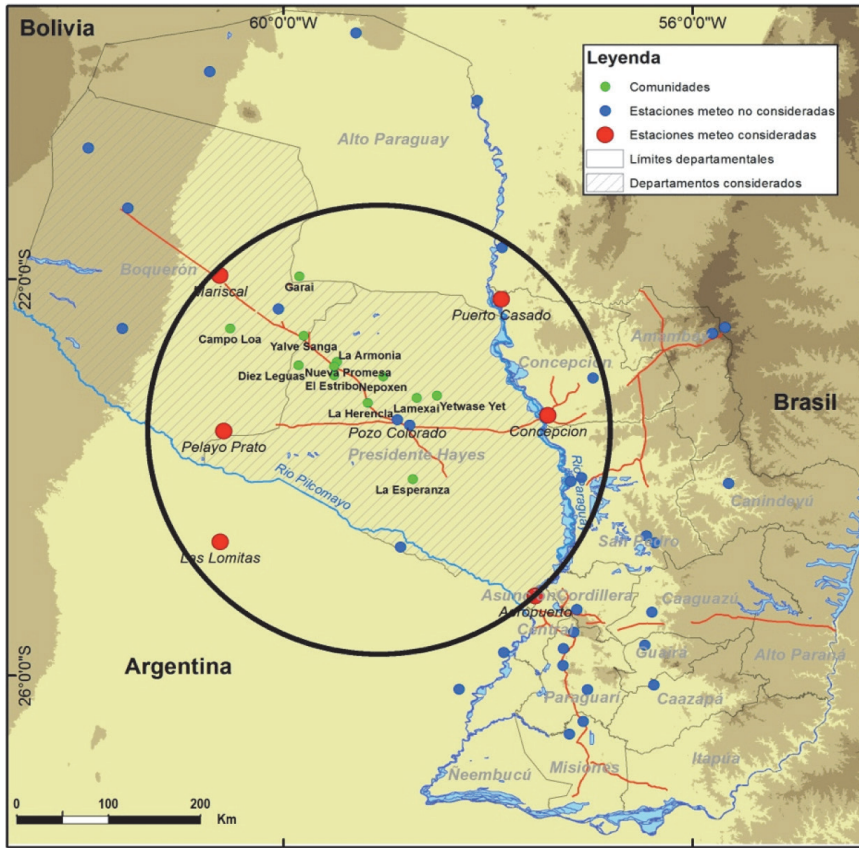 60°0'0"W
56°0'0"W
Bolivia
Leyenda
Comunidades
Estaciones meteo no consideradas
Estaciones meteo consideradas
Límites departamentales
Departamentos considerados
Alto Paraguay
22°0'0"S
Boquerón
Mariscal
Garai
Puerto Casado
Campo Loa
Yalve Sanga
La Armonia
Concepción
Amambay
Diez Leguas
Nueva Promesa
El Estribo
Nepoxen
La Herencia
Lamexai
Yetwase Yet
Brasil
Pelayo Prato
Pozo Colorado
Concepcion
Presidente Hayes
La Esperanza
Rio Pilcomayo
Rio Paraguay
Canindeyú
Las Lomitas
San Pedro
Asunción
Cordillera
Aeropuerto
Caaguazú
Central
Argentina
Guairá
Alto Paraná
26°0'0"S
Paraguarí
Caazapá
Ñeembucú
Misiones
Itapua
0 50 100 200
Km